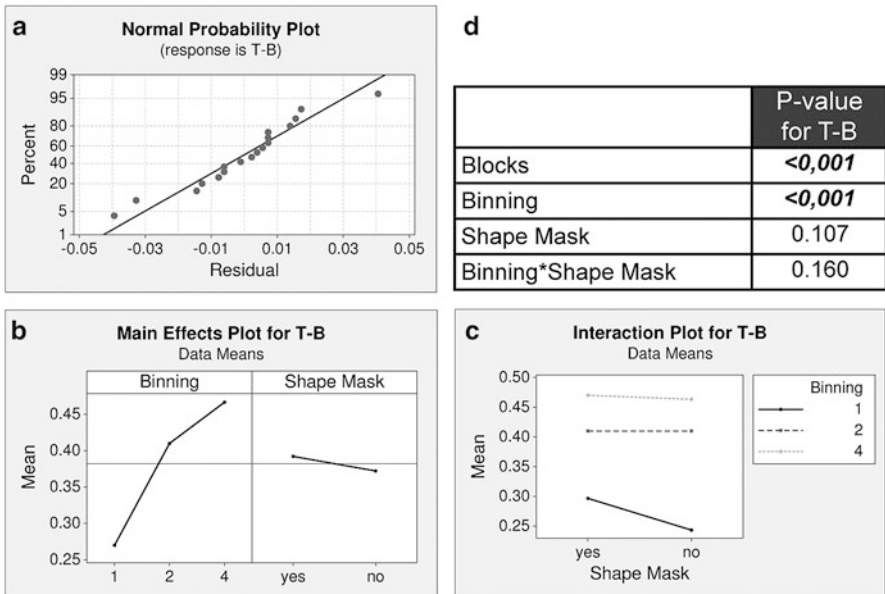 a
Normal Probability Plot
(response is T-B)
99
95
80
60
40
20
5
1
Percent
-0.05 -0.03 -0.01 0.01 0.03 0.05
Residual
d
P-value for T-B
Blocks <0,001
Binning <0,001
Shape Mask 0.107
Binning*Shape Mask 0.160
b
Main Effects Plot for T-B
Data Means
Binning Shape Mask
0.45
0.40
0.35
0.30
0.25
Mean
1 2 4 yes no
c
Interaction Plot for T-B
Data Means
0.50
0.45
0.40
0.35
0.30
0.25
Mean
yes no
Shape Mask
Binning
1
2
4